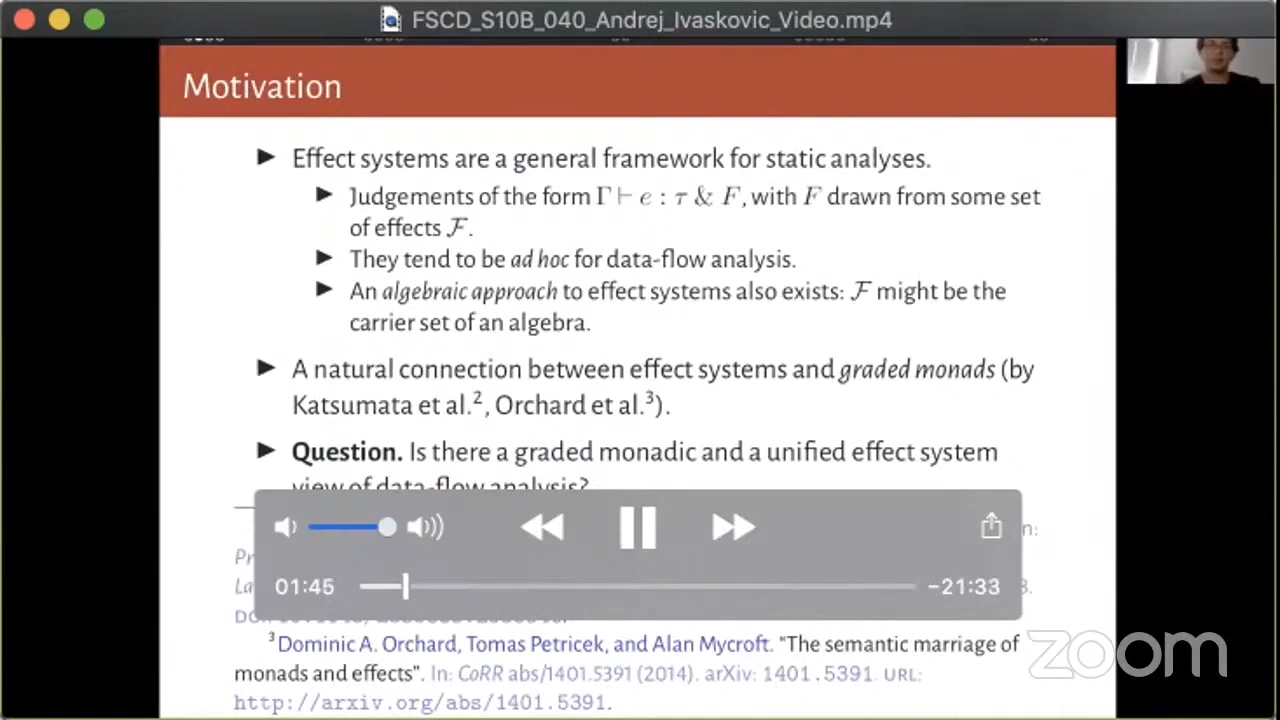 FSCD_S10B_040_Andrej_Ivaskovic_Video.mp4
Motivation
▶ Effect systems are a general framework for static analyses.
▶ Judgements of the form Γ ⊢ e : τ & F, with F drawn from some set
of effects ℱ.
▶ They tend to be ad hoc for data-flow analysis.
▶ An algebraic approach to effect systems also exists: ℱ might be the
carrier set of an algebra.
▶ A natural connection between effect systems and graded monads (by
Katsumata et al.², Orchard et al.³).
▶ Question. Is there a graded monadic and a unified effect system
view of data-flow analysis?
01:45
−21:33
³Dominic A. Orchard, Tomas Petricek, and Alan Mycroft. "The semantic marriage of
monads and effects". In: CoRR abs/1401.5391 (2014). arXiv: 1401.5391. URL:
http://arxiv.org/abs/1401.5391.
zoom